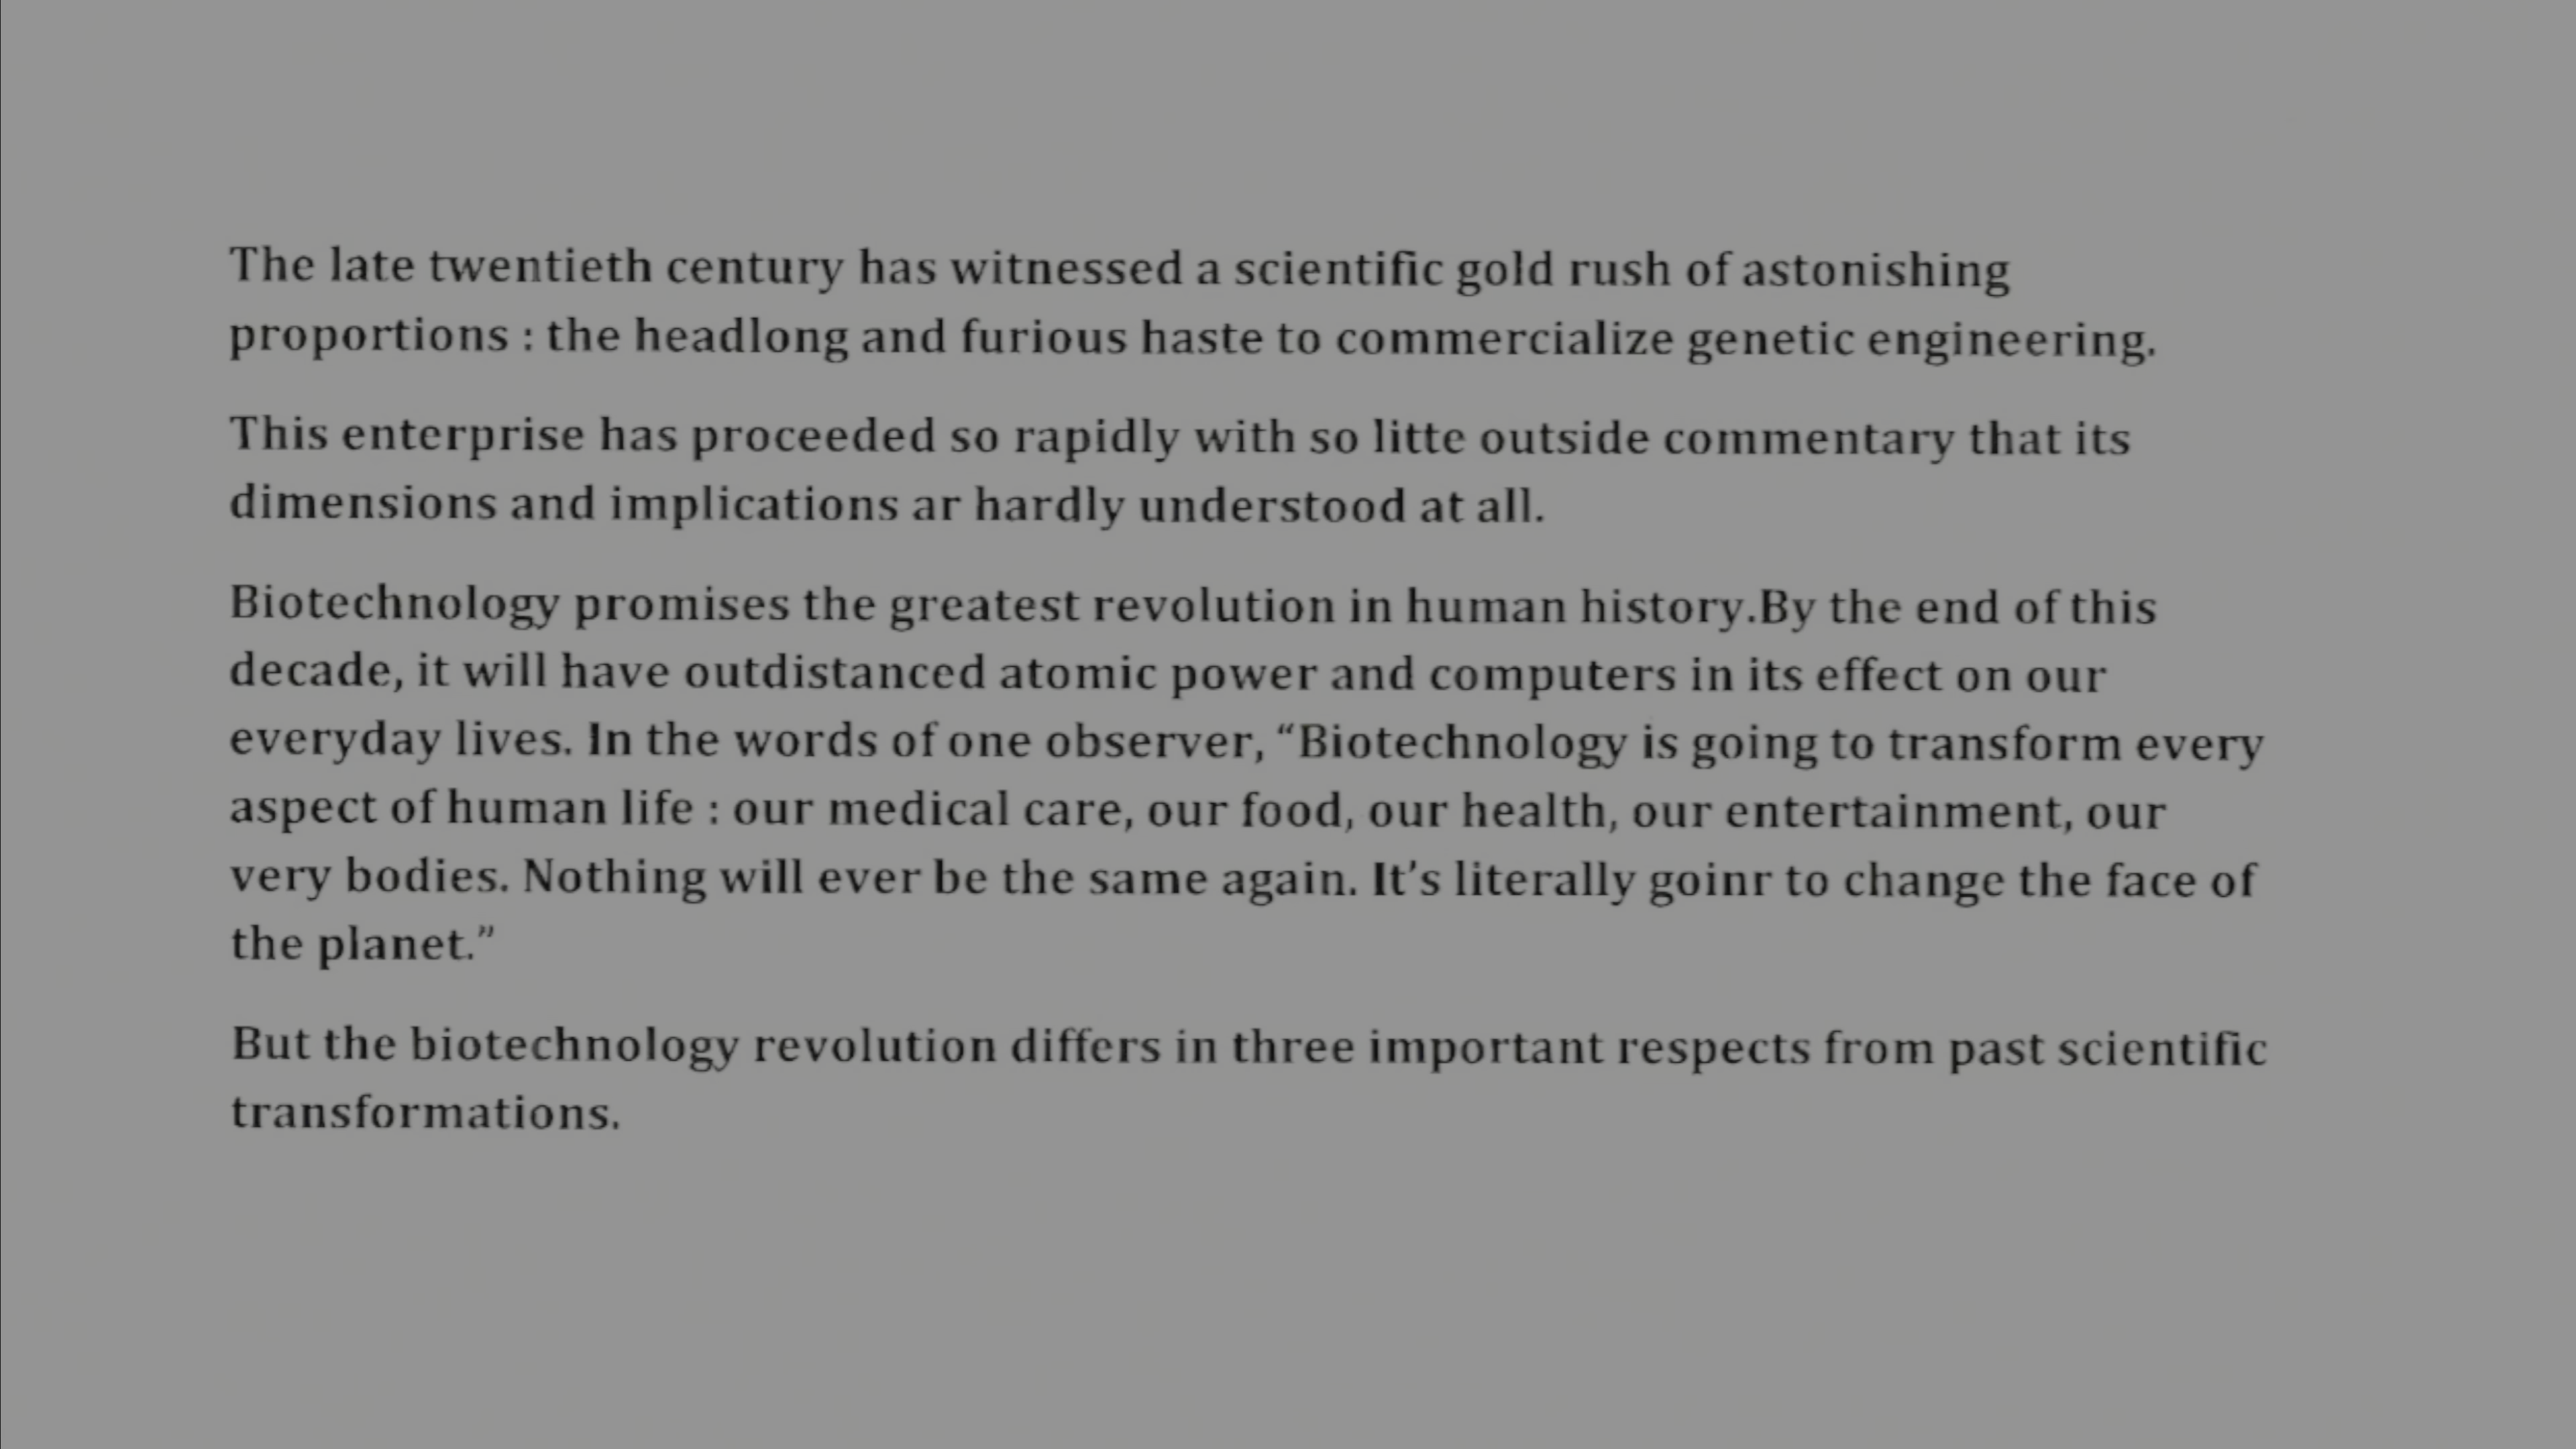 The late twentieth century has witnessed a scientific gold rush of astonishing
proportions : the headlong and furious haste to commercialize genetic engineering.
This enterprise has proceeded so rapidly with so litte outside commentary that its
dimensions and implications ar hardly understood at all.
Biotechnology promises the greatest revolution in human history.By the end of this
decade, it will have outdistanced atomic power and computers in its effect on our
everyday lives. In the words of one observer, “Biotechnology is going to transform every
aspect of human life : our medical care, our food, our health, our entertainment, our
very bodies. Nothing will ever be the same again. It’s literally goinr to change the face of
the planet.”
But the biotechnology revolution differs in three important respects from past scientific
transformations.